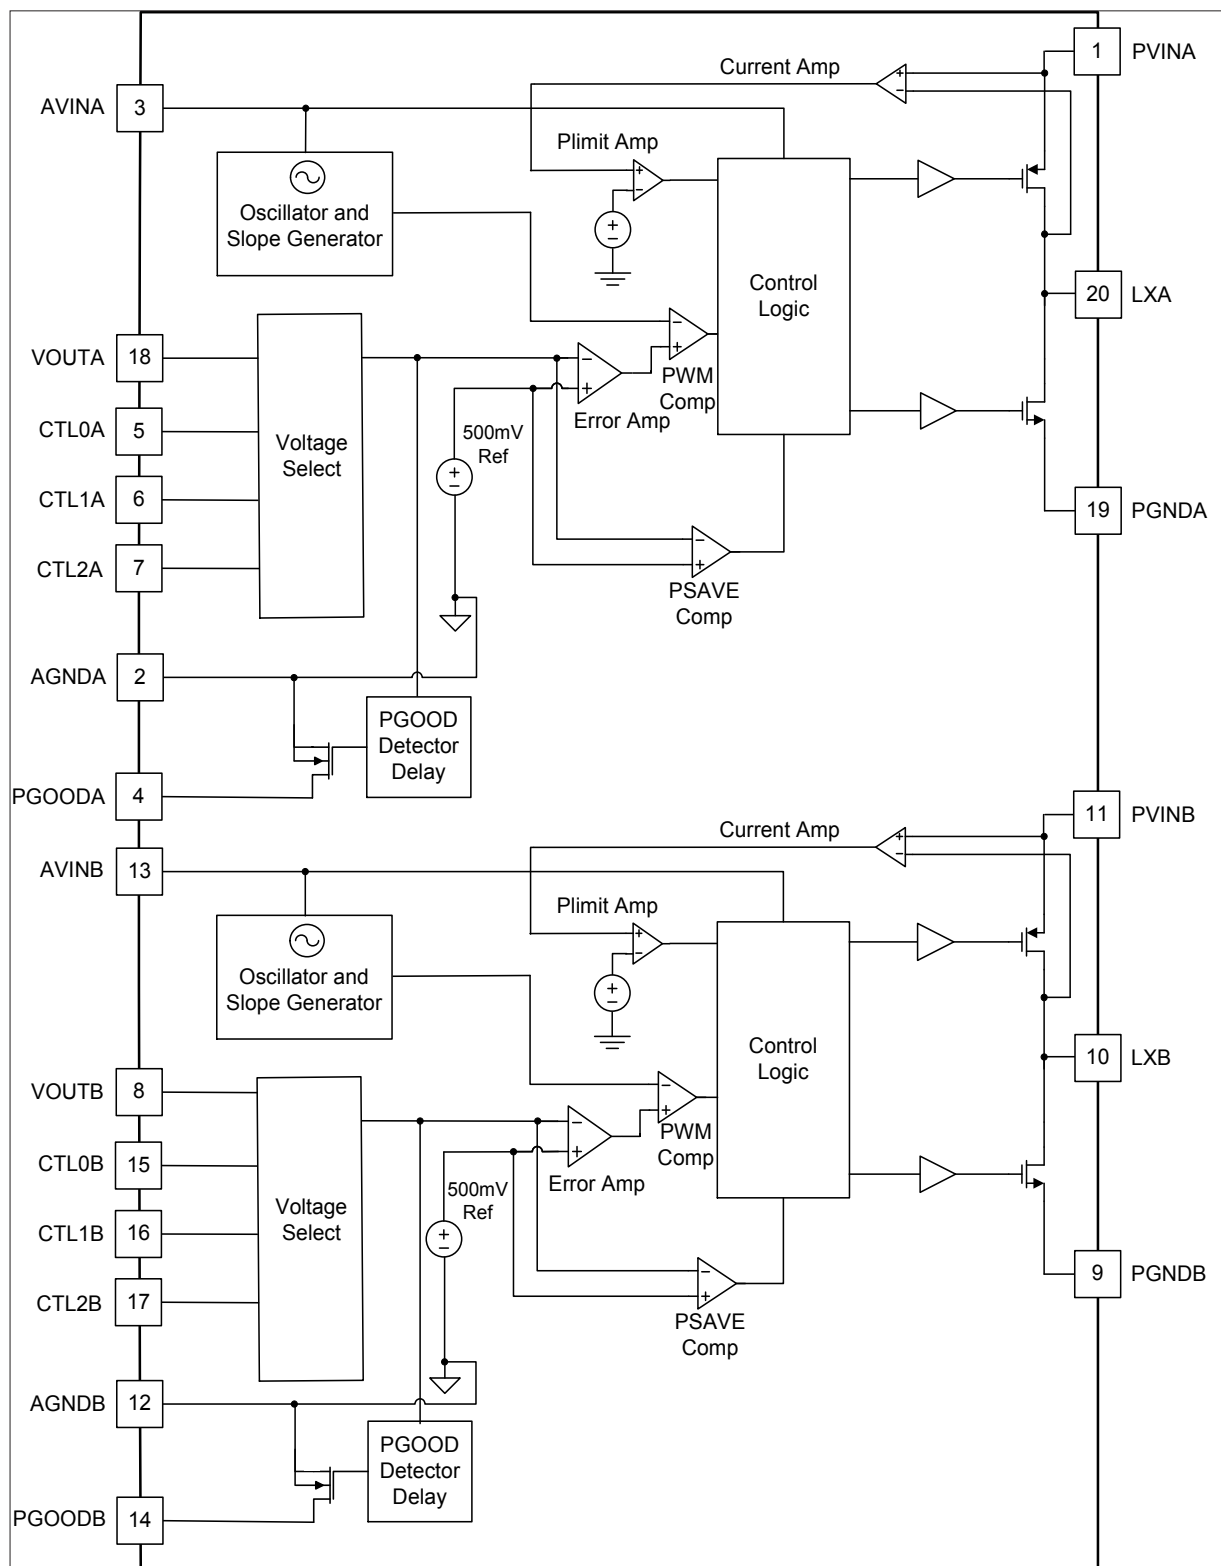 1 PVINA
Current Amp
+
−
AVINA 3
Plimit Amp
+
−
Oscillator and
Slope Generator
+
−
Control
Logic
20 LXA
−
+
VOUTA 18
−
+
PWM
Comp
Error Amp
CTL0A 5
500mV
Ref
Voltage
Select
+
−
CTL1A 6
19 PGNDA
−
+
CTL2A 7
PSAVE
Comp
AGNDA 2
PGOOD
Detector
Delay
PGOODA 4
11 PVINB
Current Amp
+
−
AVINB 13
Plimit Amp
+
−
Oscillator and
Slope Generator
+
−
Control
Logic
10 LXB
−
+
VOUTB 8
−
+
PWM
Comp
Error Amp
CTL0B 15
500mV
Ref
Voltage
Select
+
−
CTL1B 16
9 PGNDB
−
+
CTL2B 17
PSAVE
Comp
AGNDB 12
PGOOD
Detector
Delay
PGOODB 14